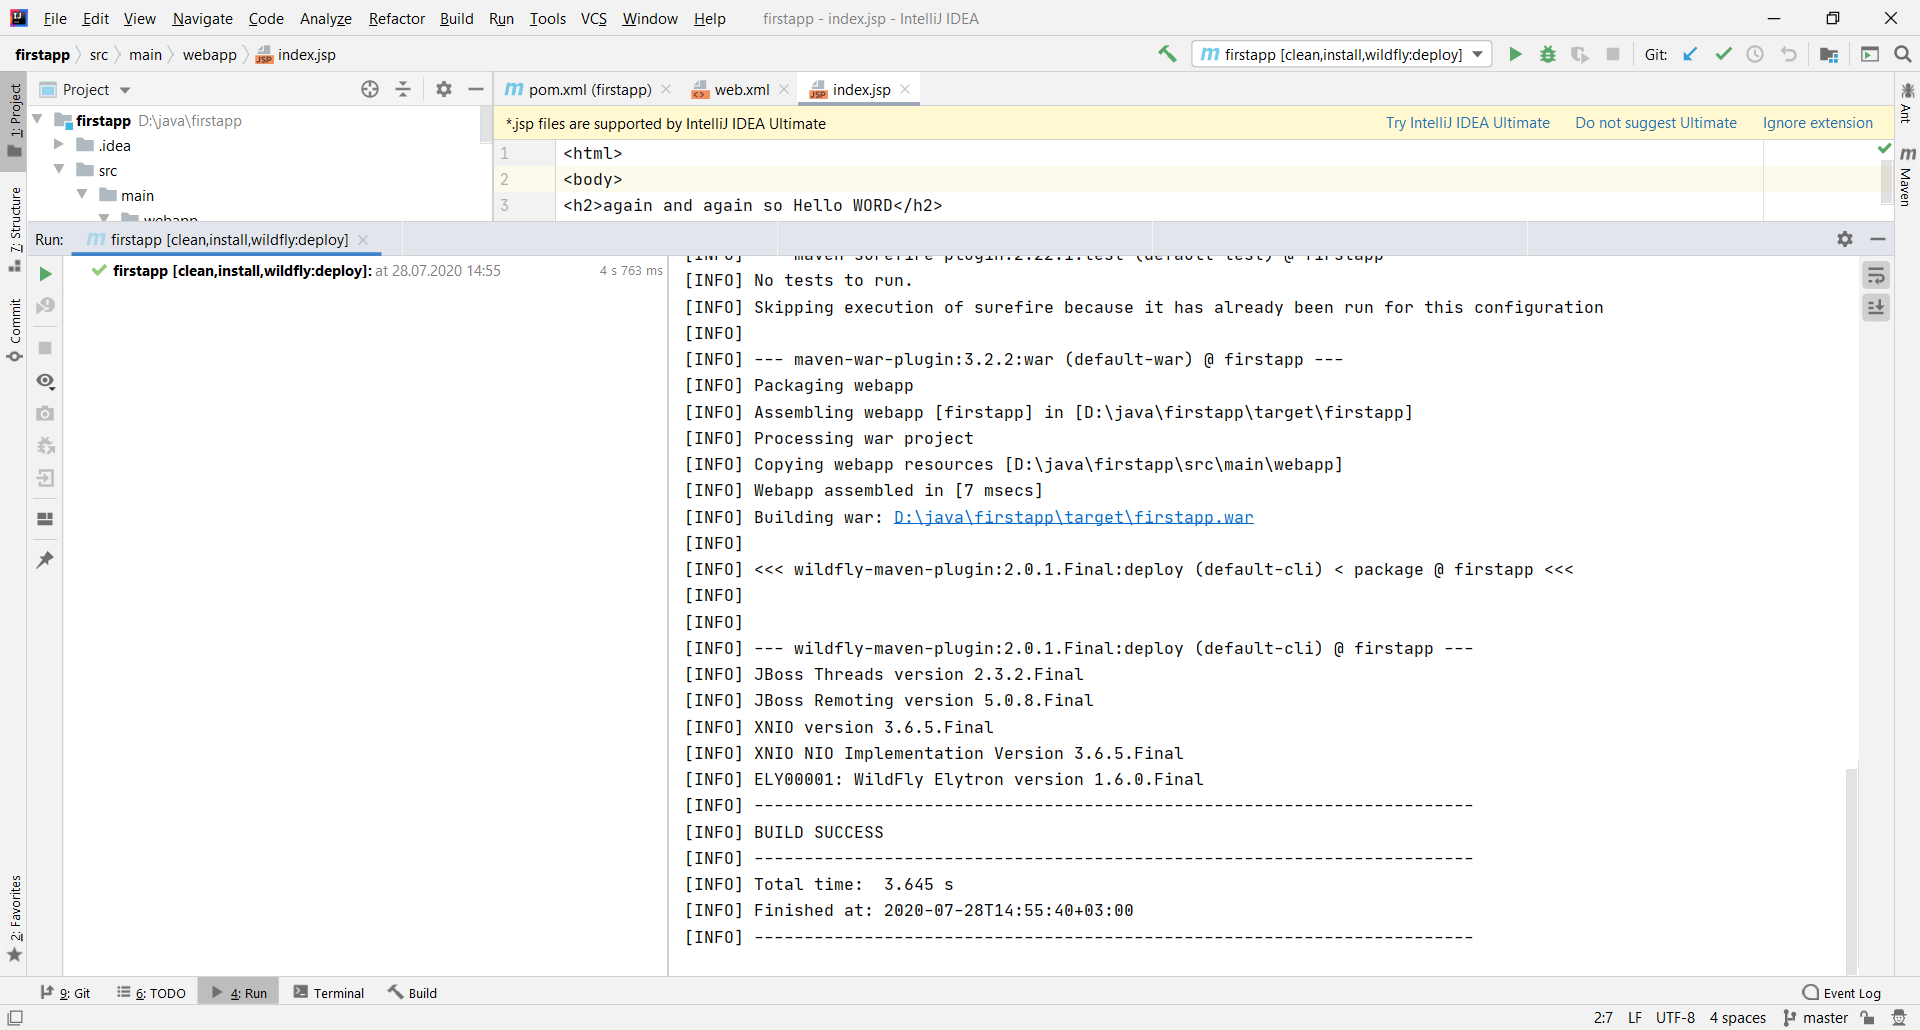 File Edit View Navigate Code Analyze Refactor Build Run Tools VCS Window Help firstapp - index.jsp - IntelliJ IDEA
firstapp src main webapp index.jsp firstapp [clean,install,wildfly:deploy] Git:
Project pom.xml (firstapp) web.xml index.jsp
firstapp D:\java\firstapp
*.jsp files are supported by IntelliJ IDEA Ultimate Try IntelliJ IDEA Ultimate Do not suggest Ultimate Ignore extension
.idea
src
main
webapp
1 <html>
2 <body>
3 <h2>again and again so Hello WORD</h2>
Run: firstapp [clean,install,wildfly:deploy]
firstapp [clean,install,wildfly:deploy]: at 28.07.2020 14:55 4 s 763 ms
[INFO] --- maven-surefire-plugin:2.22.1:test (default-test) @ firstapp ---
[INFO] No tests to run.
[INFO] Skipping execution of surefire because it has already been run for this configuration
[INFO]
[INFO] --- maven-war-plugin:3.2.2:war (default-war) @ firstapp ---
[INFO] Packaging webapp
[INFO] Assembling webapp [firstapp] in [D:\java\firstapp\target\firstapp]
[INFO] Processing war project
[INFO] Copying webapp resources [D:\java\firstapp\src\main\webapp]
[INFO] Webapp assembled in [7 msecs]
[INFO] Building war: D:\java\firstapp\target\firstapp.war
[INFO]
[INFO] <<< wildfly-maven-plugin:2.0.1.Final:deploy (default-cli) < package @ firstapp <<<
[INFO]
[INFO]
[INFO] --- wildfly-maven-plugin:2.0.1.Final:deploy (default-cli) @ firstapp ---
[INFO] JBoss Threads version 2.3.2.Final
[INFO] JBoss Remoting version 5.0.8.Final
[INFO] XNIO version 3.6.5.Final
[INFO] XNIO NIO Implementation Version 3.6.5.Final
[INFO] ELY00001: WildFly Elytron version 1.6.0.Final
[INFO] ------------------------------------------------------------------------
[INFO] BUILD SUCCESS
[INFO] ------------------------------------------------------------------------
[INFO] Total time:  3.645 s
[INFO] Finished at: 2020-07-28T14:55:40+03:00
[INFO] ------------------------------------------------------------------------
1: Project
7: Structure
Commit
2: Favorites
Ant
Maven
9: Git 6: TODO 4: Run Terminal Build Event Log
2:7 LF UTF-8 4 spaces master